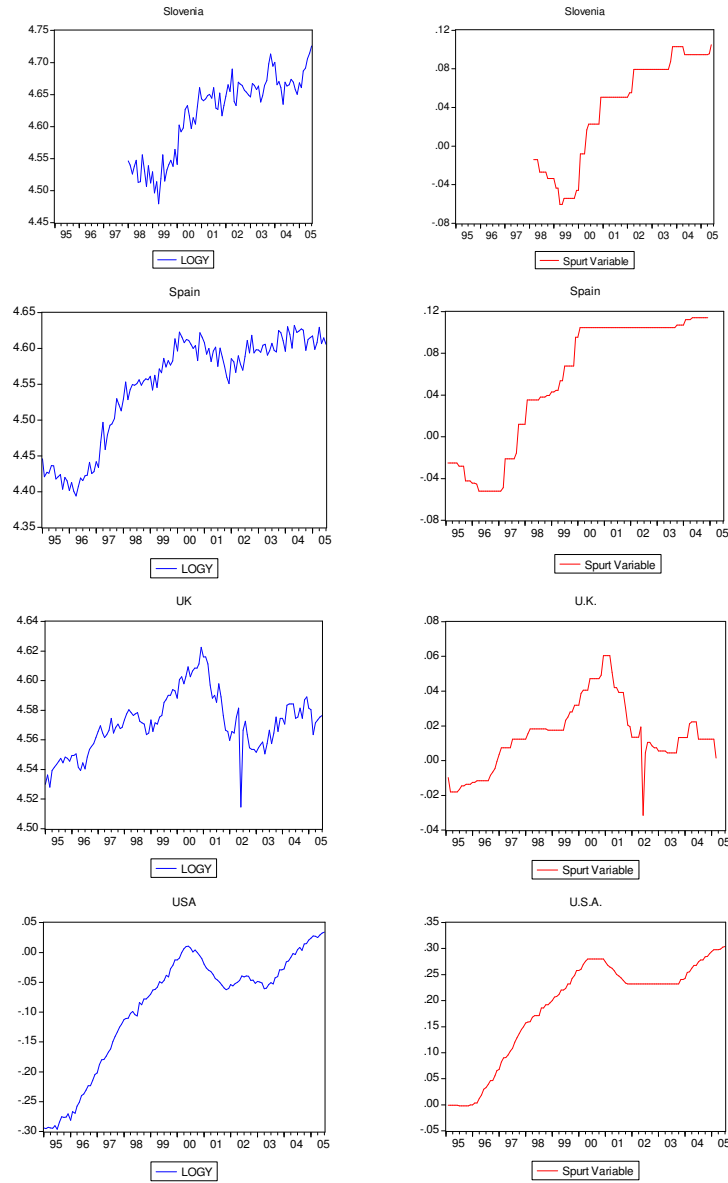 Slovenia
4.75
4.70
4.65
4.60
4.55
4.50
4.45
95 96 97 98 99 00 01 02 03 04 05
LOGY
Slovenia
.12
.08
.04
.00
-.04
-.08
95 96 97 98 99 00 01 02 03 04 05
Spurt Variable
Spain
4.65
4.60
4.55
4.50
4.45
4.40
4.35
95 96 97 98 99 00 01 02 03 04 05
LOGY
Spain
.12
.08
.04
.00
-.04
-.08
95 96 97 98 99 00 01 02 03 04 05
Spurt Variable
UK
4.64
4.62
4.60
4.58
4.56
4.54
4.52
4.50
95 96 97 98 99 00 01 02 03 04 05
LOGY
U.K.
.08
.06
.04
.02
.00
-.02
-.04
95 96 97 98 99 00 01 02 03 04 05
Spurt Variable
USA
.05
.00
-.05
-.10
-.15
-.20
-.25
-.30
95 96 97 98 99 00 01 02 03 04 05
LOGY
U.S.A.
.35
.30
.25
.20
.15
.10
.05
.00
-.05
95 96 97 98 99 00 01 02 03 04 05
Spurt Variable